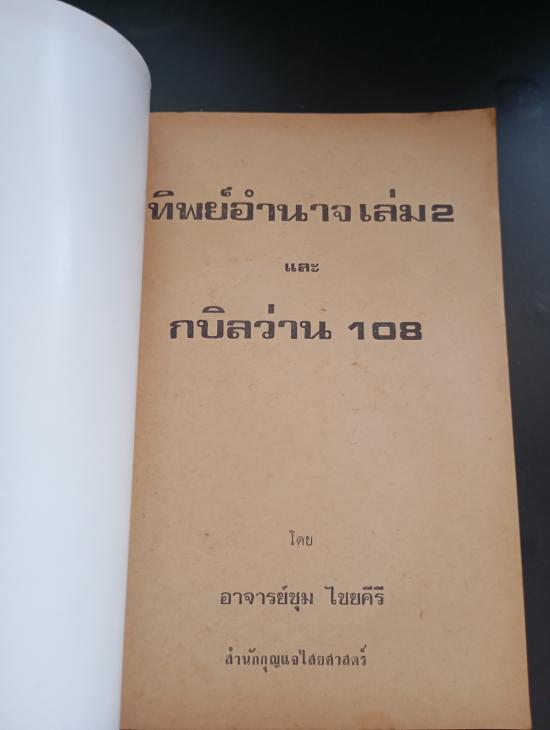 ทิพย์อำนาจ เล่ม 2
และ
กบิลว่าน 108
โดย
อาจารย์ชุม ไชยคีรี
สำนักกุญแจไสยศาสตร์